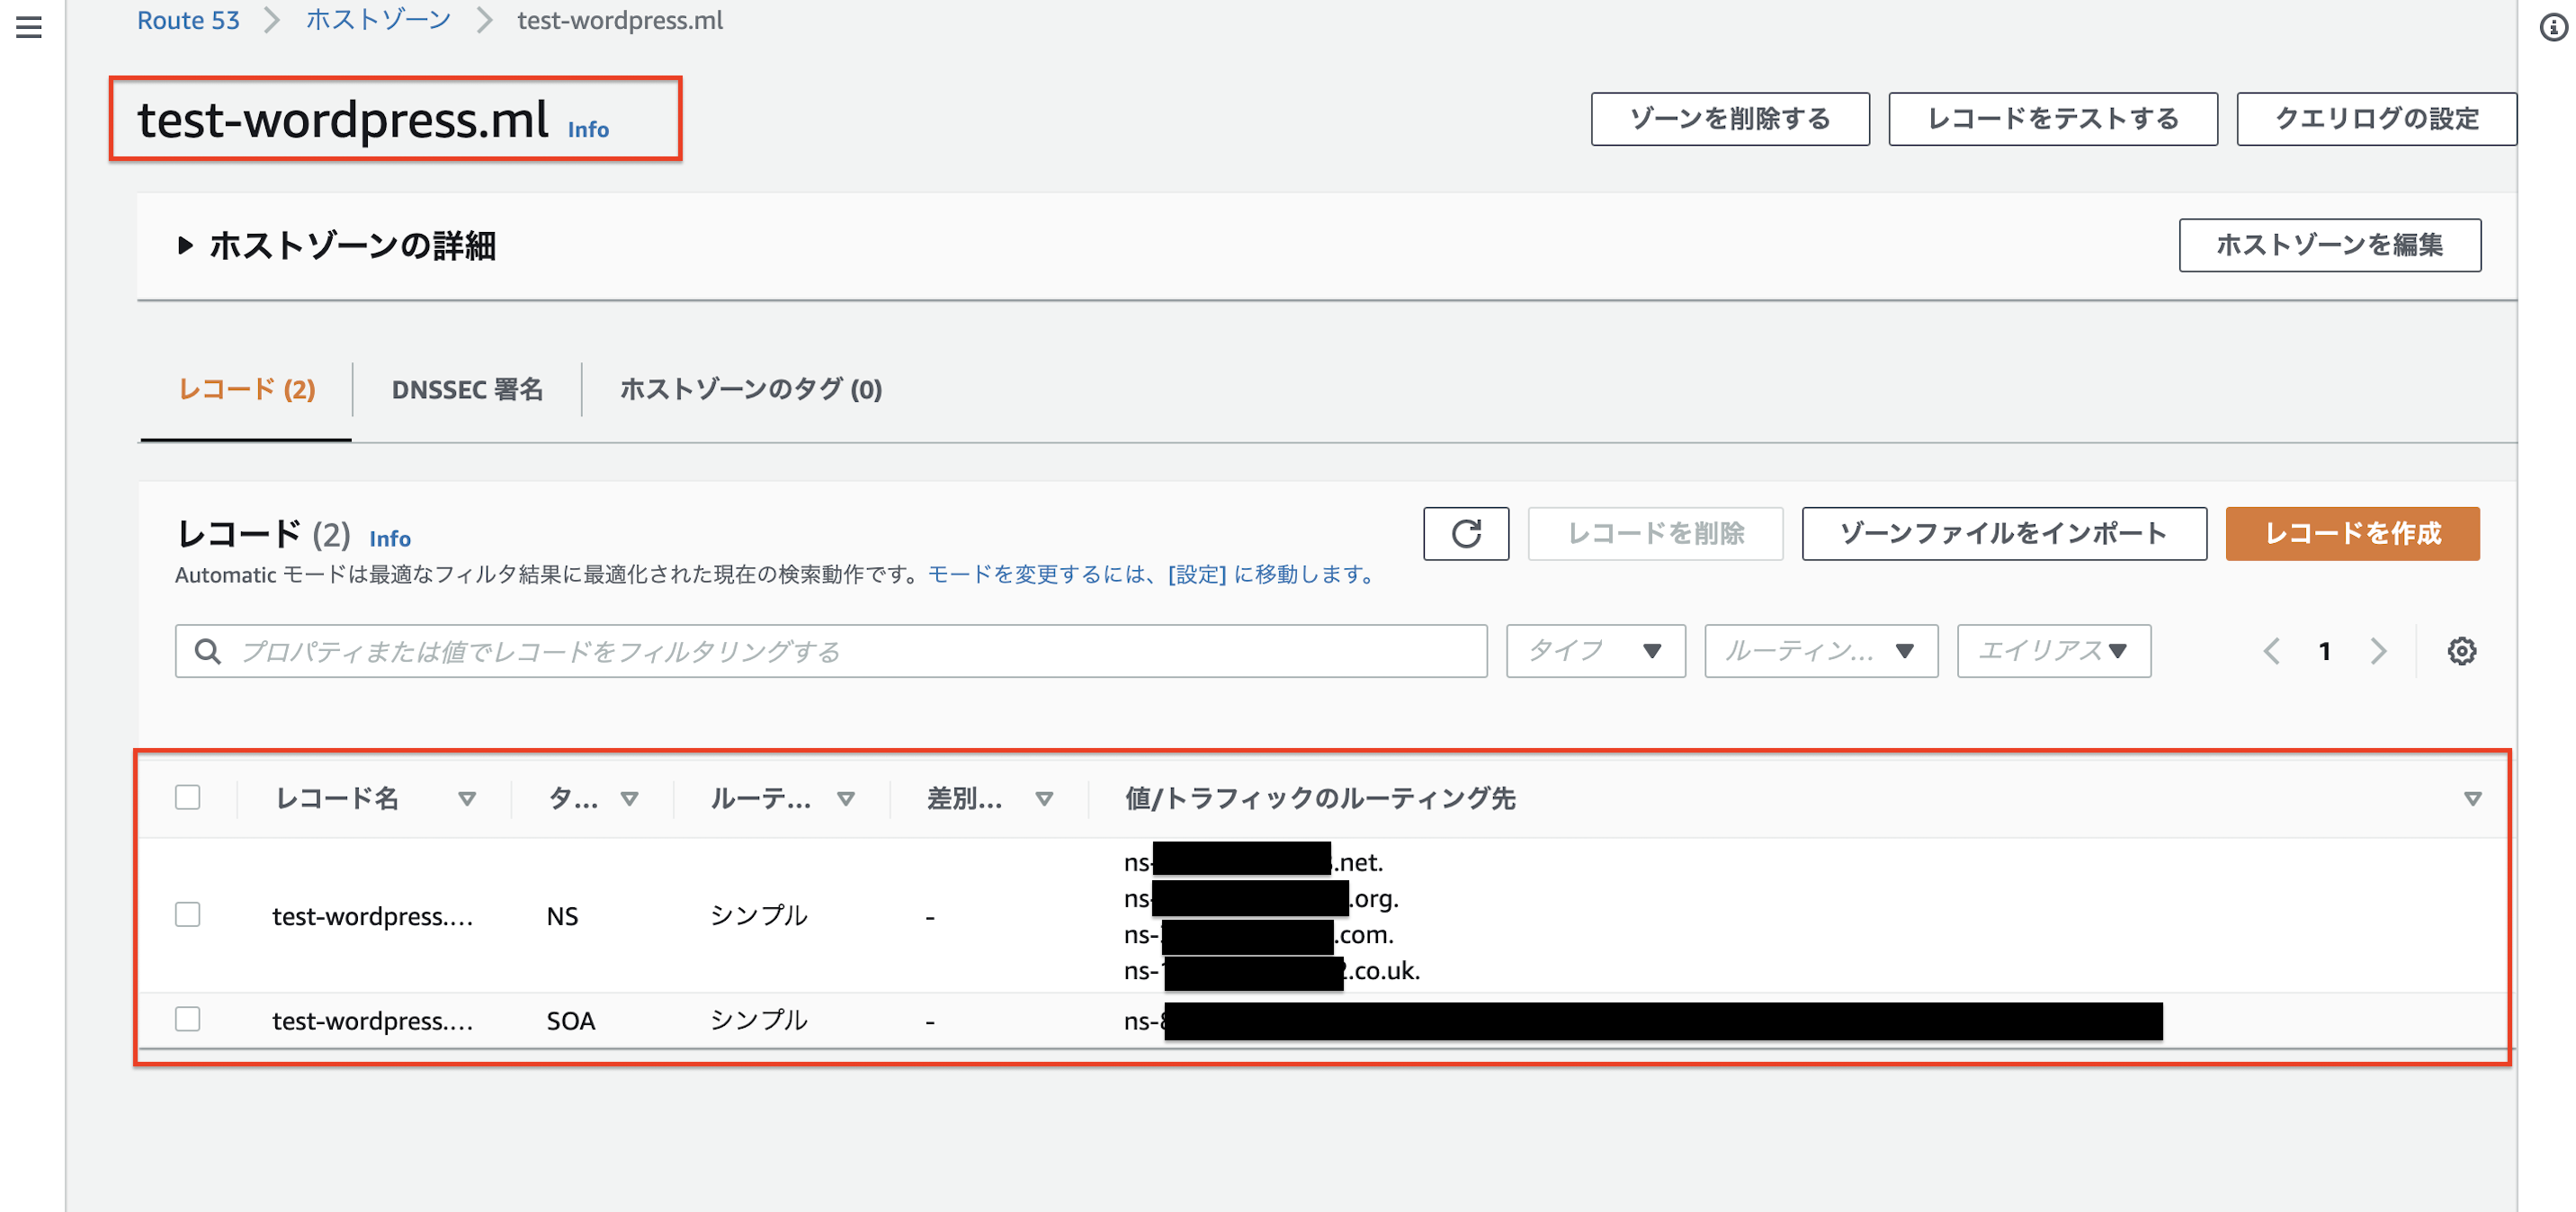 Route 53 > ホストゾーン > test-wordpress.ml
test-wordpress.ml Info
ゾーンを削除する レコードをテストする クエリログの設定
ホストゾーンの詳細 ホストゾーンを編集
レコード (2) DNSSEC 署名 ホストゾーンのタグ (0)
レコード (2) Info
レコードを削除 ゾーンファイルをインポート レコードを作成
Automatic モードは最適なフィルタ結果に最適化された現在の検索動作です。モードを変更するには、[設定] に移動します。
プロパティまたは値でレコードをフィルタリングする タイプ ルーティン... エイリアス 1
レコード名 タ... ルーテ... 差別... 値/トラフィックのルーティング先
ns- .net.
ns- .org.
test-wordpress.... NS シンプル -
ns- .com.
ns- .co.uk.
test-wordpress.... SOA シンプル - ns-